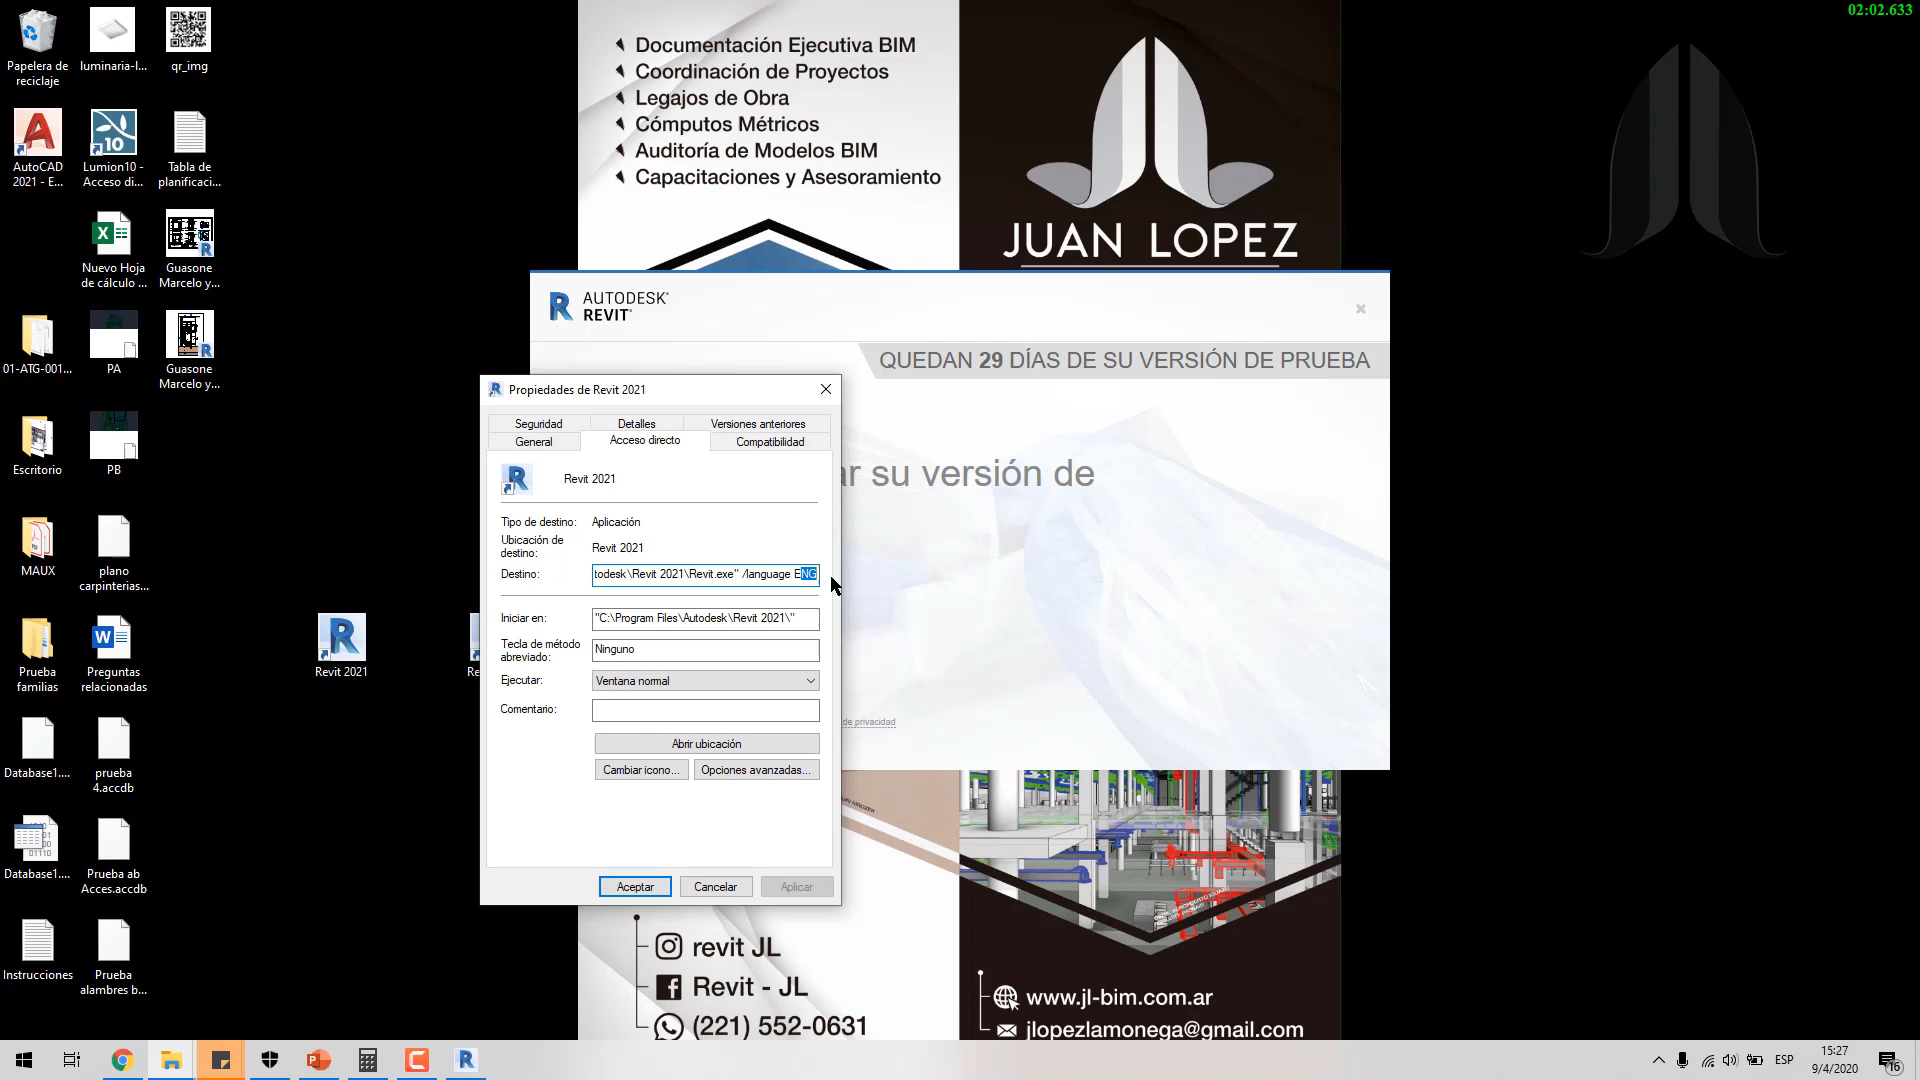 02:02.633
Papelera de
reciclaje
luminaria-l...
qr_img
AutoCAD
2021 - E...
10
Lumion10 -
Acceso di...
Tabla de
planificaci...
Nuevo Hoja
de cálculo ...
Guasone
Marcelo y...
01-ATG-001...
PA
Guasone
Marcelo y...
Escritorio
PB
MAUX
plano
carpinterias...
Prueba
familias
Preguntas
relacionadas
Revit 2021
Re
Database1....
prueba
4.accdb
Database1....
Prueba ab
Acces.accdb
Instrucciones
Prueba
alambres b...
Documentación Ejecutiva BIM
Coordinación de Proyectos
Legajos de Obra
Cómputos Métricos
Auditoría de Modelos BIM
Capacitaciones y Asesoramiento
JUAN LOPEZ
AUTODESK®
REVIT®
QUEDAN 29 DÍAS DE SU VERSIÓN DE PRUEBA
ar su versión de
de privacidad
Propiedades de Revit 2021
Seguridad
Detalles
Versiones anteriores
General
Acceso directo
Compatibilidad
Revit 2021
Tipo de destino: Aplicación
Ubicación de
destino:
Revit 2021
Destino: todesk\Revit 2021\Revit.exe" /language ENG
Iniciar en: "C:\Program Files\Autodesk\Revit 2021\"
Tecla de método
abreviado:
Ninguno
Ejecutar: Ventana normal
Comentario:
Abrir ubicación
Cambiar icono...
Opciones avanzadas...
Aceptar
Cancelar
Aplicar
revit JL
Revit - JL
(221) 552-0631
www.jl-bim.com.ar
jlopezlamonega@gmail.com
ESP
15:27
9/4/2020
16